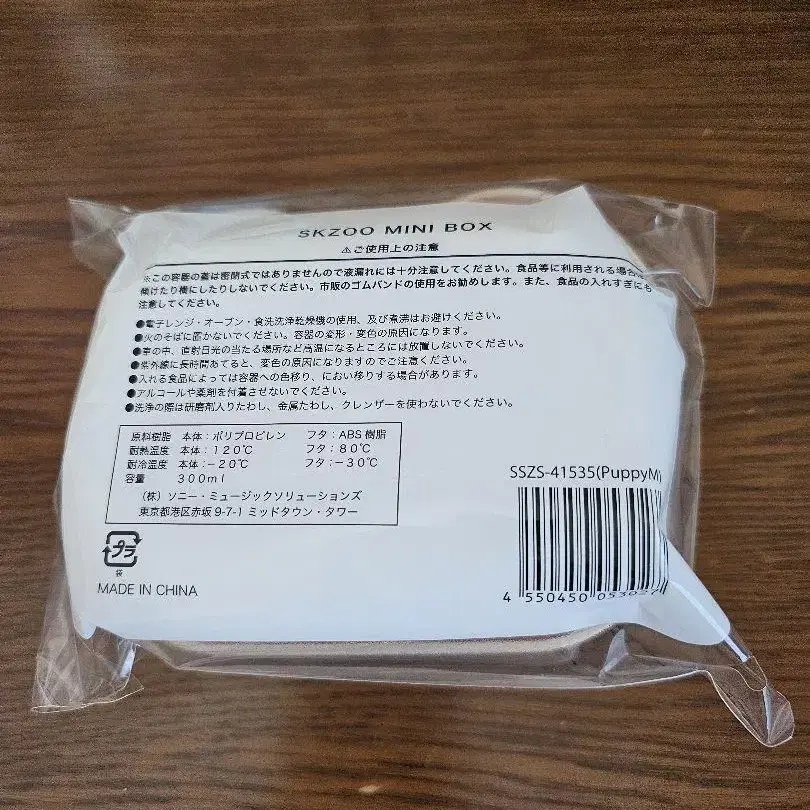 SKZOO MINI BOX
⚠ご使用上の注意
※この容器の蓋は密閉式ではありませんので液漏れには十分注意してください。食品等に利用される場合は
傾けたり横にしたりしないでください。市販のゴムバンドの使用をお勧めします。また、食品の入れすぎにも
注意してください。
●電子レンジ・オーブン・食洗洗浄乾燥機の使用、及び煮沸はお避けください。
●火のそばに置かないでください。容器の変形・変色の原因になります。
●車の中、直射日光の当たる場所など高温になるところには放置しないでください。
●紫外線に長時間あてると、変色の原因になりますのでご注意ください。
●入れる食品によっては容器への色移り、におい移りする場合があります。
●アルコールや薬剤を付着させないでください。
●洗浄の際は研磨剤入りたわし、金属たわし、クレンザーを使わないでください。
原料樹脂 本体：ポリプロピレン フタ：ABS樹脂
耐熱温度 本体：120℃ フタ：80℃
耐冷温度 本体：−20℃ フタ：−30℃
容量 300ml
（株）ソニー・ミュージックソリューションズ
東京都港区赤坂9-7-1 ミッドタウン・タワー
SSZS-41535(PuppyM)
プラ
袋
MADE IN CHINA
4 550450